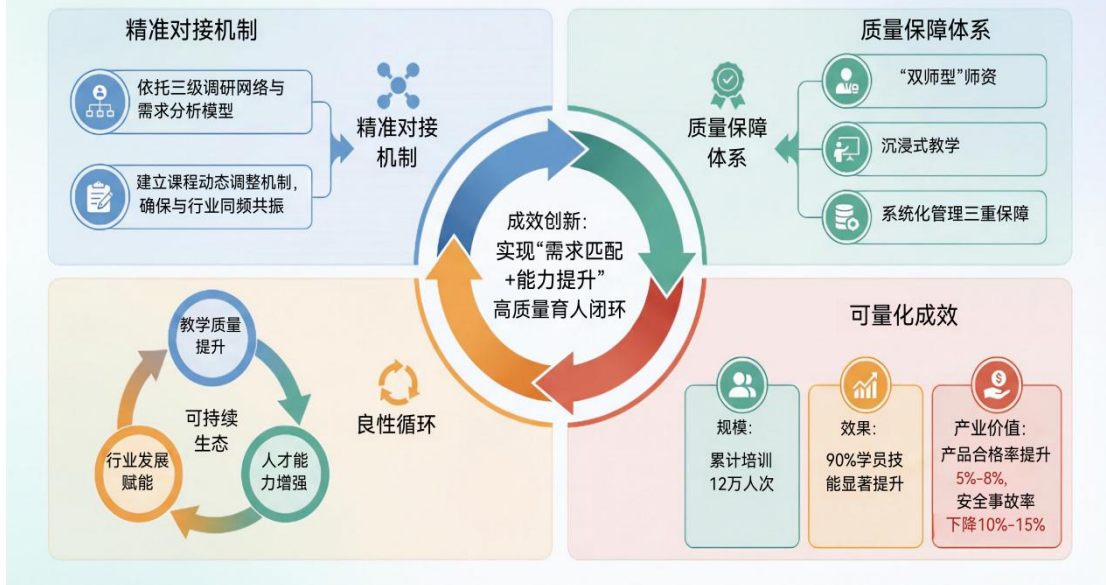 精准对接机制
依托三级调研网络与
需求分析模型
建立课程动态调整机制，
确保与行业同频共振
精准对接
机制
质量保障体系
质量保障
体系
“双师型”师资
沉浸式教学
系统化管理三重保障
成效创新：
实现“需求匹配
+能力提升”
高质量育人闭环
教学质量
提升
可持续
生态
行业发展
赋能
人才能
力增强
良性循环
可量化成效
规模：
累计培训
12万人次
效果：
90%学员技
能显著提升
产业价值：
产品合格率提升
5%-8%,
安全事故率
下降10%-15%